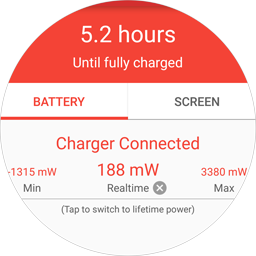 5.2 hours
Until fully charged
BATTERY SCREEN
Charger Connected
-1315 mW 188 mW 3380 mW
Min Realtime Max
(Tap to switch to lifetime power)